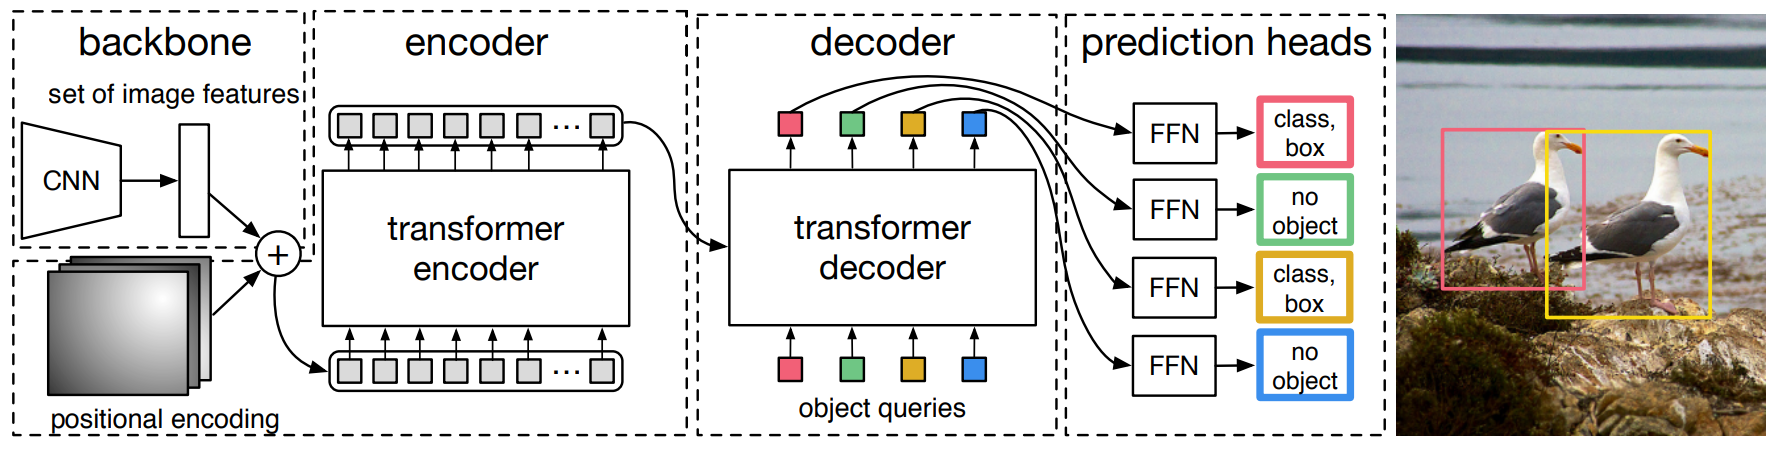 backbone
set of image features
CNN
+
positional encoding
encoder
...
transformer
encoder
...
decoder
transformer
decoder
object queries
prediction heads
FFN
class,
box
FFN
no
object
FFN
class,
box
FFN
no
object